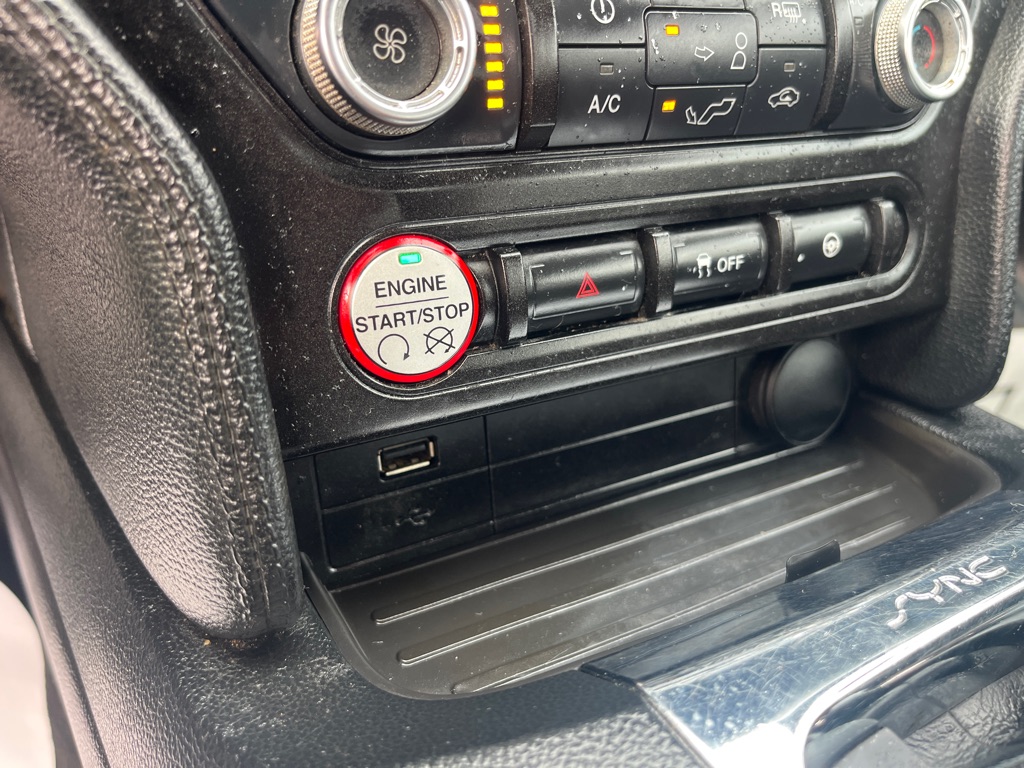 R
A/C
ENGINE
START/STOP
OFF
SYNC